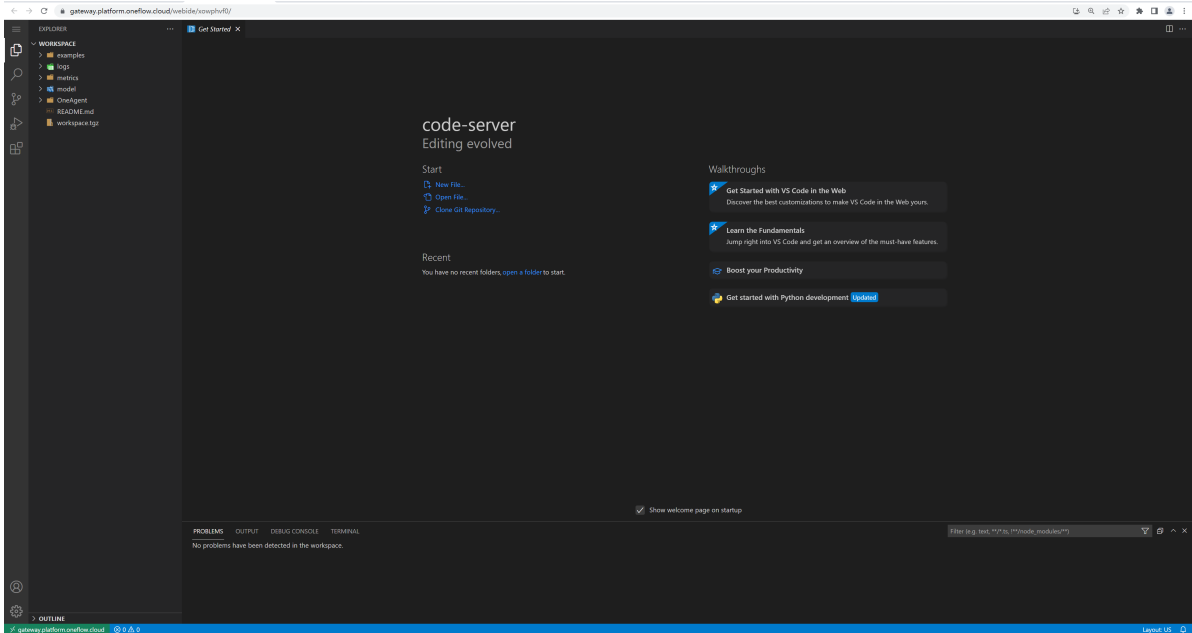 gateway.platform.oneflow.cloud/webide/xowphvf0/
EXPLORER
Get Started
WORKSPACE
examples
logs
metrics
model
OneAgent
README.md
workspace.tgz
code-server
Editing evolved
Start
New File...
Open File...
Clone Git Repository...
Recent
You have no recent folders, open a folder to start.
Walkthroughs
Get Started with VS Code in the Web
Discover the best customizations to make VS Code in the Web yours.
Learn the Fundamentals
Jump right into VS Code and get an overview of the must-have features.
Boost your Productivity
Get started with Python development Updated
Show welcome page on startup
PROBLEMS OUTPUT DEBUG CONSOLE TERMINAL
Filter (e.g. text, **/*.ts, !**/node_modules/**)
No problems have been detected in the workspace.
OUTLINE
gateway.platform.oneflow.cloud 0 0
Layout: US